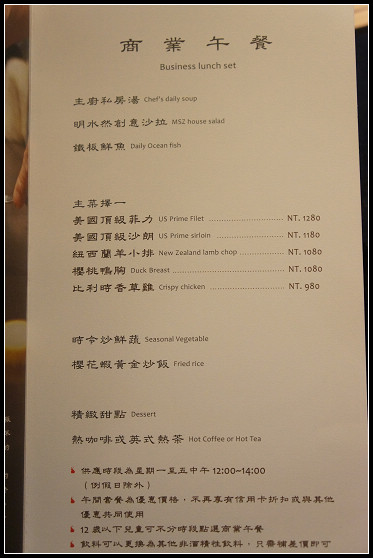 商業午餐
Business lunch set
主廚私房湯 Chef's daily soup
明水然創意沙拉 MSZ house salad
鐵板鮮魚 Daily Ocean fish
主菜擇一
美國頂級菲力 US Prime Filet ................ NT. 1280
美國頂級沙朗 US Prime sirloin ................ NT. 1180
紐西蘭羊小排 New Zealand lamb chop ................ NT. 1080
櫻桃鴨胸 Duck Breast ................ NT. 1080
比利時香草雞 Crispy chicken ................ NT. 980
時令炒鮮蔬 Seasonal Vegetable
櫻花蝦黃金炒飯 Fried rice
精緻甜點 Dessert
熱咖啡或英式熱茶 Hot Coffee or Hot Tea
供應時段為星期一至五中午 12:00~14:00
(例假日除外)
午間套餐為優惠價格，不再享有信用卡折扣或與其他
優惠共同使用
12 歲以下兒童可不分時段點選商業午餐
飲料可以更換為其他非酒精性飲料，只需補差價即可